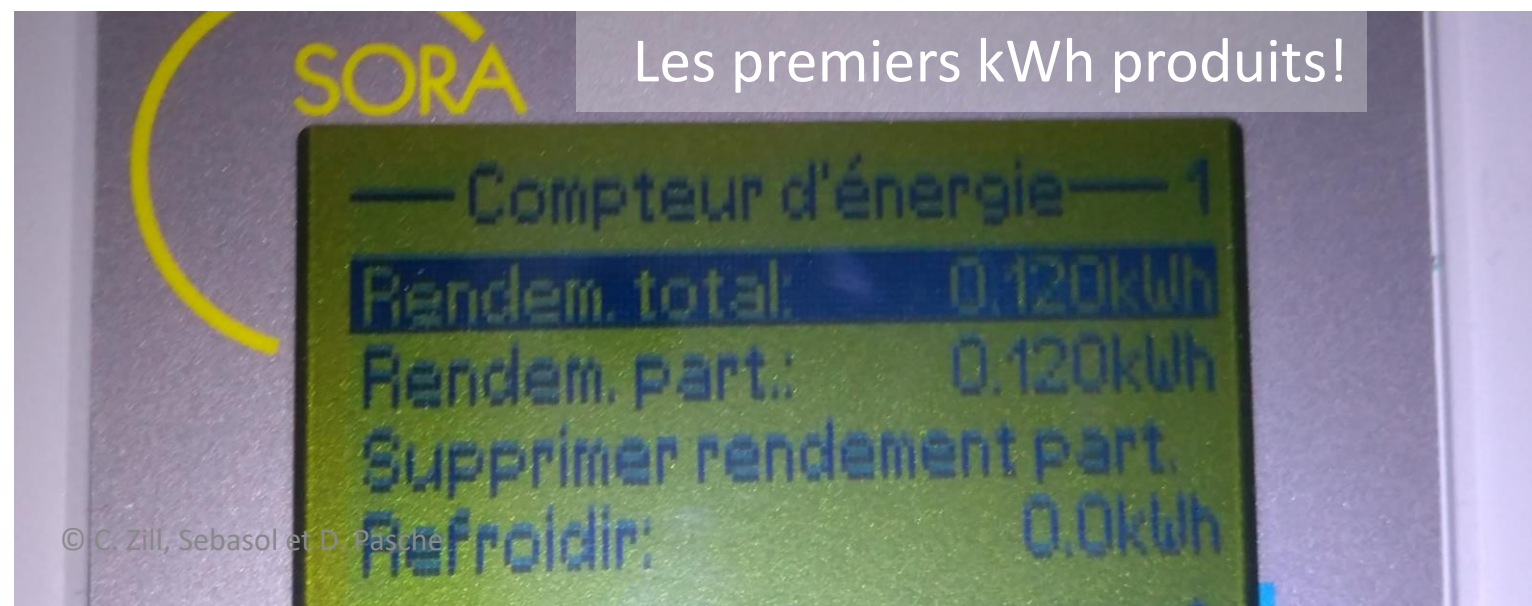 SORA
Les premiers kWh produits!
Compteur d'énergie 1
Rendem. total: 0.120kWh
Rendem. part.: 0.120kWh
Supprimer rendement part.
Refroidir: 0.0kWh
© C. Zill, Sebasol et D. Pasche